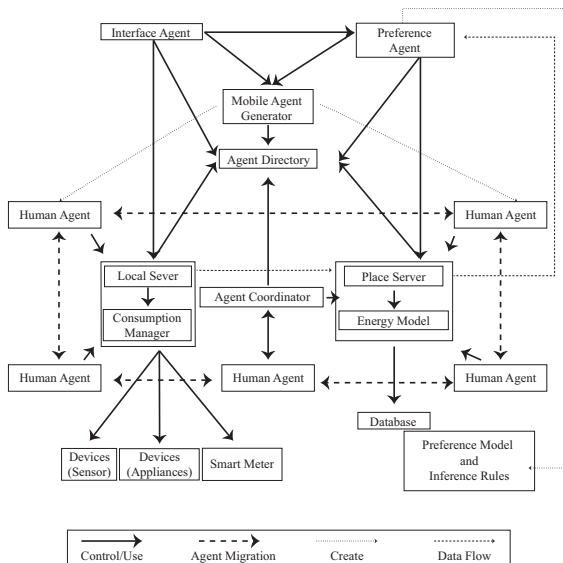 Interface Agent
Preference
Agent
Mobile Agent
Generator
Agent Directory
Human Agent
Human Agent
Local Sever
Place Server
Agent Coordinator
Consumption
Manager
Energy Model
Human Agent
Human Agent
Human Agent
Database
Devices
(Sensor)
Devices
(Appliances)
Smart Meter
Preference Model
and
Inference Rules
Control/Use
Agent Migration
Create
Data Flow